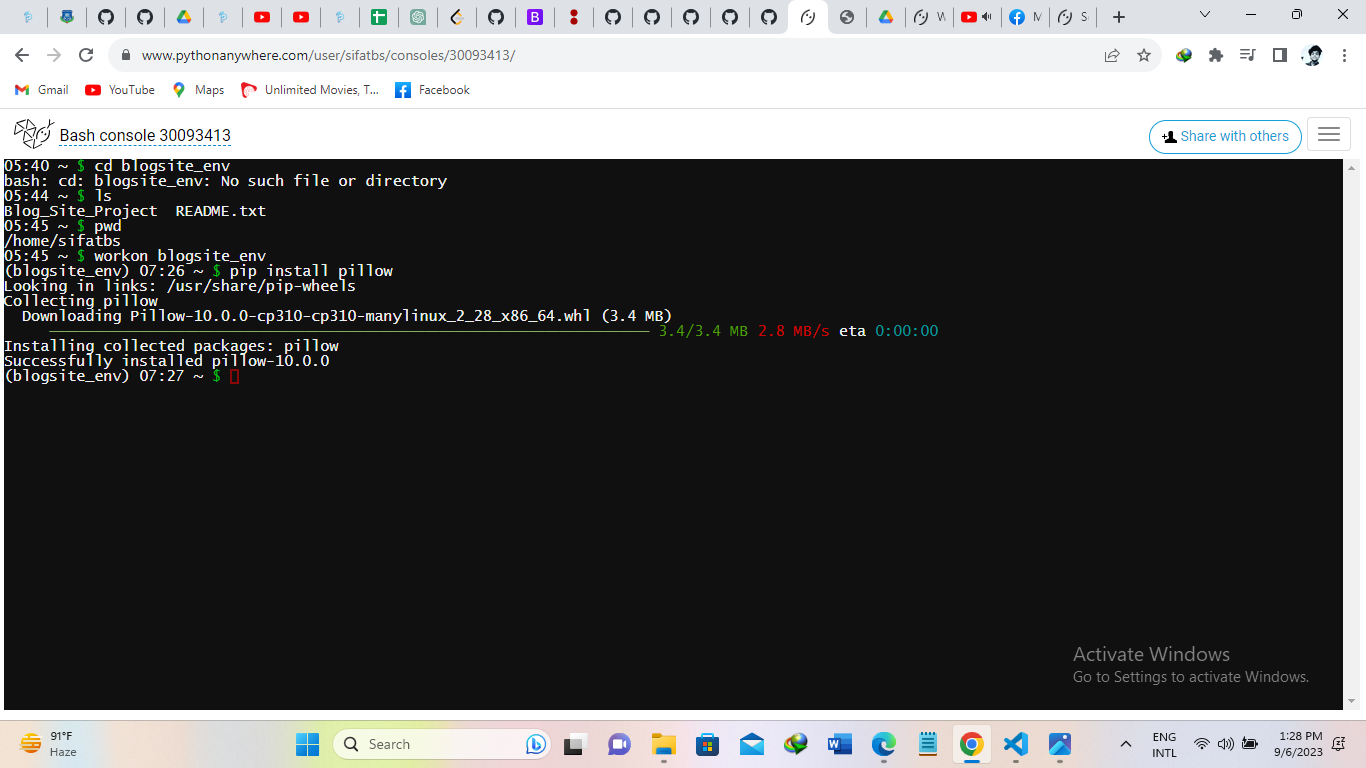 W
M
S
www.pythonanywhere.com/user/sifatbs/consoles/30093413/
Gmail YouTube Maps Unlimited Movies, T... Facebook
Bash console 30093413
Share with others
05:40 ~ $ cd blogsite_env
bash: cd: blogsite_env: No such file or directory
05:44 ~ $ ls
Blog_Site_Project  README.txt
05:45 ~ $ pwd
/home/sifatbs
05:45 ~ $ workon blogsite_env
(blogsite_env) 07:26 ~ $ pip install pillow
Looking in links: /usr/share/pip-wheels
Collecting pillow
  Downloading Pillow-10.0.0-cp310-cp310-manylinux_2_28_x86_64.whl (3.4 MB)
3.4/3.4 MB 2.8 MB/s eta 0:00:00
Installing collected packages: pillow
Successfully installed pillow-10.0.0
(blogsite_env) 07:27 ~ $
Activate Windows
Go to Settings to activate Windows.
91°F
Haze
Search
ENG
INTL
1:28 PM
9/6/2023